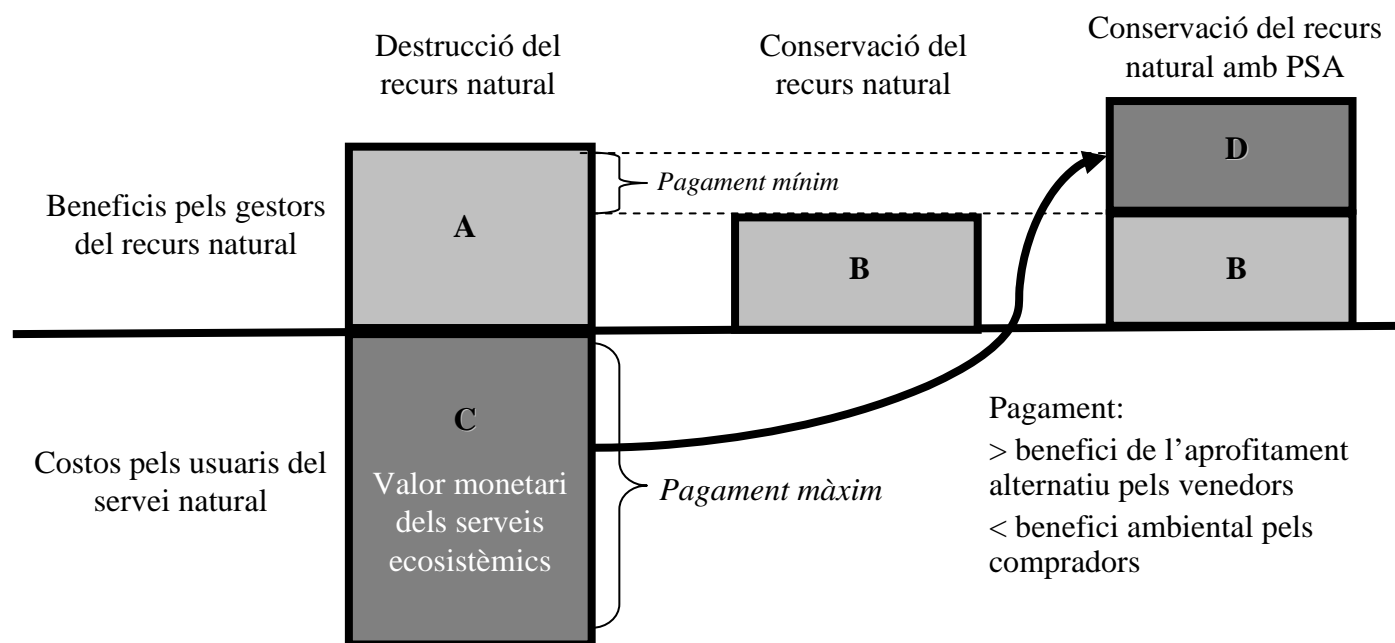 Destrucció del
recurs natural
Conservació del
recurs natural
Conservació del recurs
natural amb PSA
Beneficis pels gestors
del recurs natural
A
Pagament mínim
B
D
B
Costos pels usuaris del
servei natural
C
Valor monetari
dels serveis
ecosistèmics
Pagament màxim
Pagament:
> benefici de l’aprofitament
alternatiu pels venedors
< benefici ambiental pels
compradors